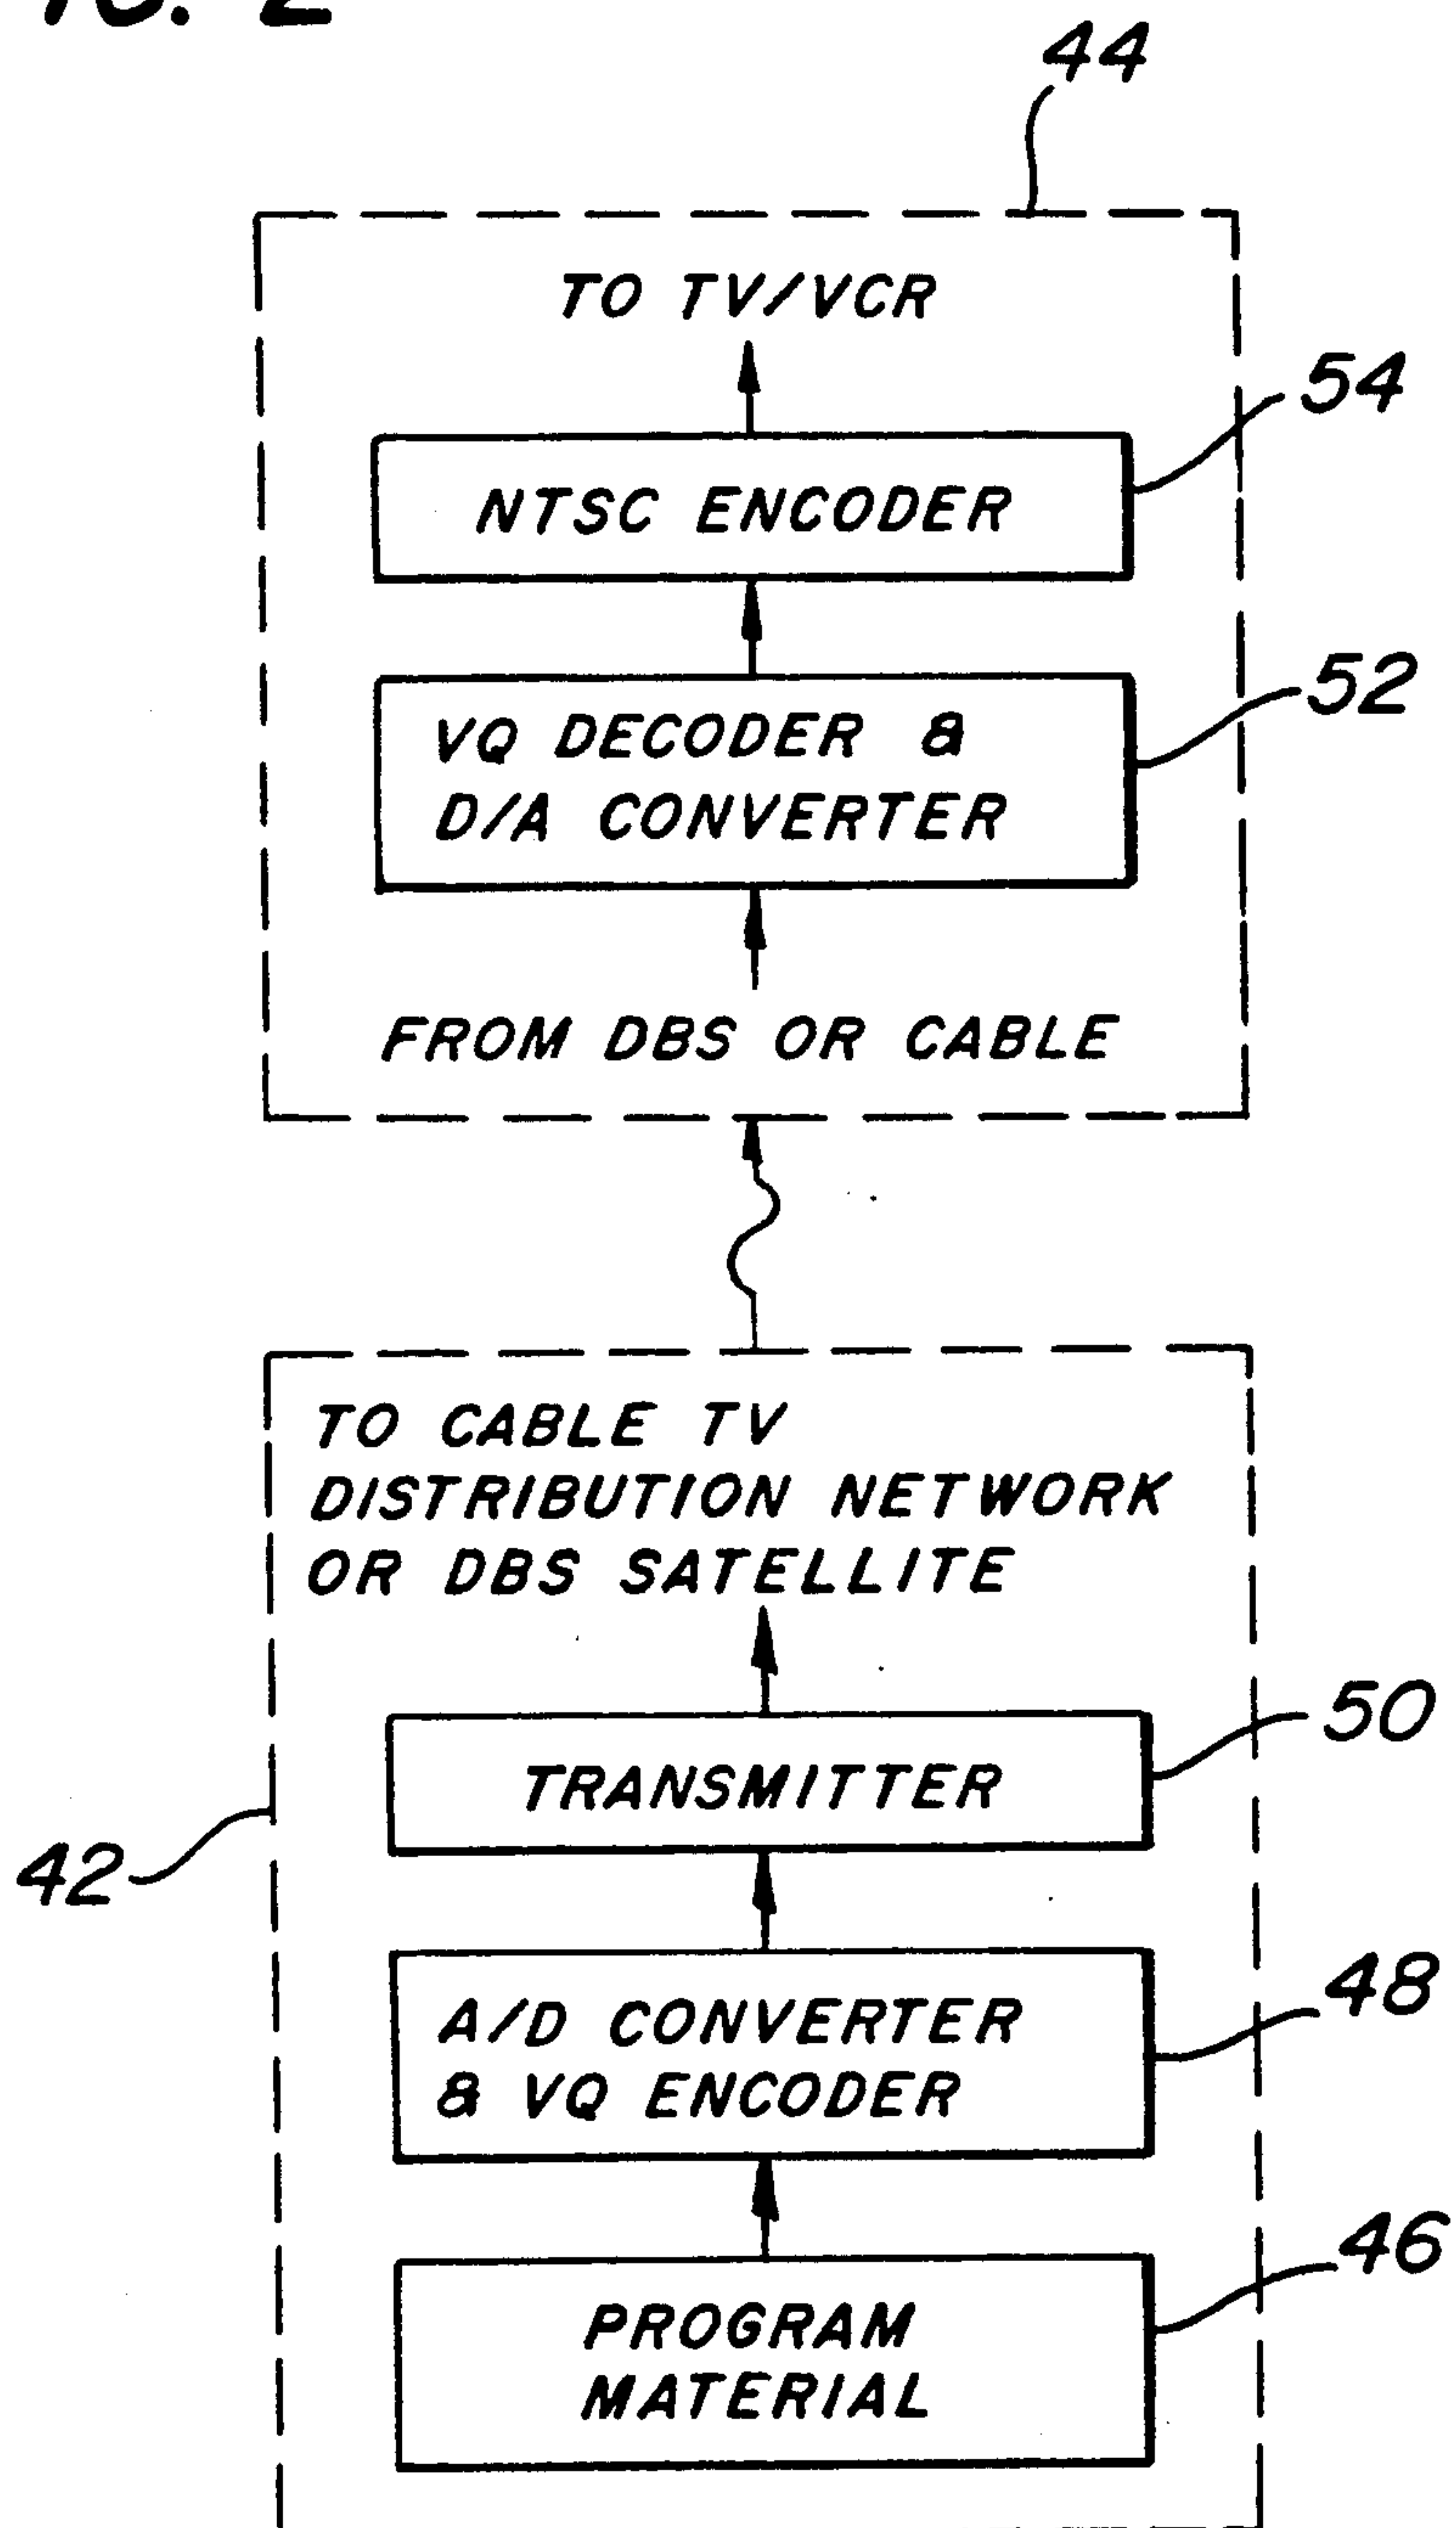 44
TO TV/VCR
54
NTSC ENCODER
52
VQ DECODER &
D/A CONVERTER
FROM DBS OR CABLE
TO CABLE TV
DISTRIBUTION NETWORK
OR DBS SATELLITE
50
TRANSMITTER
42
48
A/D CONVERTER
& VQ ENCODER
46
PROGRAM
MATERIAL